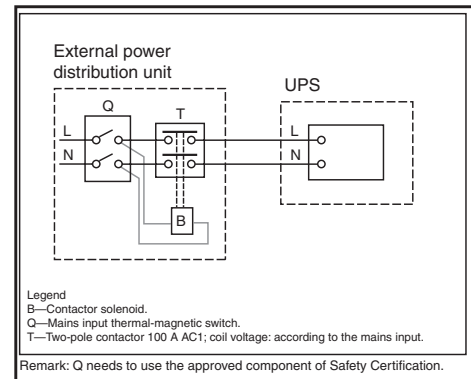 External power
distribution unit
UPS
Q
T
L
L
N
N
B
Legend
B—Contactor solenoid.
Q—Mains input thermal-magnetic switch.
T—Two-pole contactor 100 A AC1; coil voltage: according to the mains input.
Remark: Q needs to use the approved component of Safety Certification.